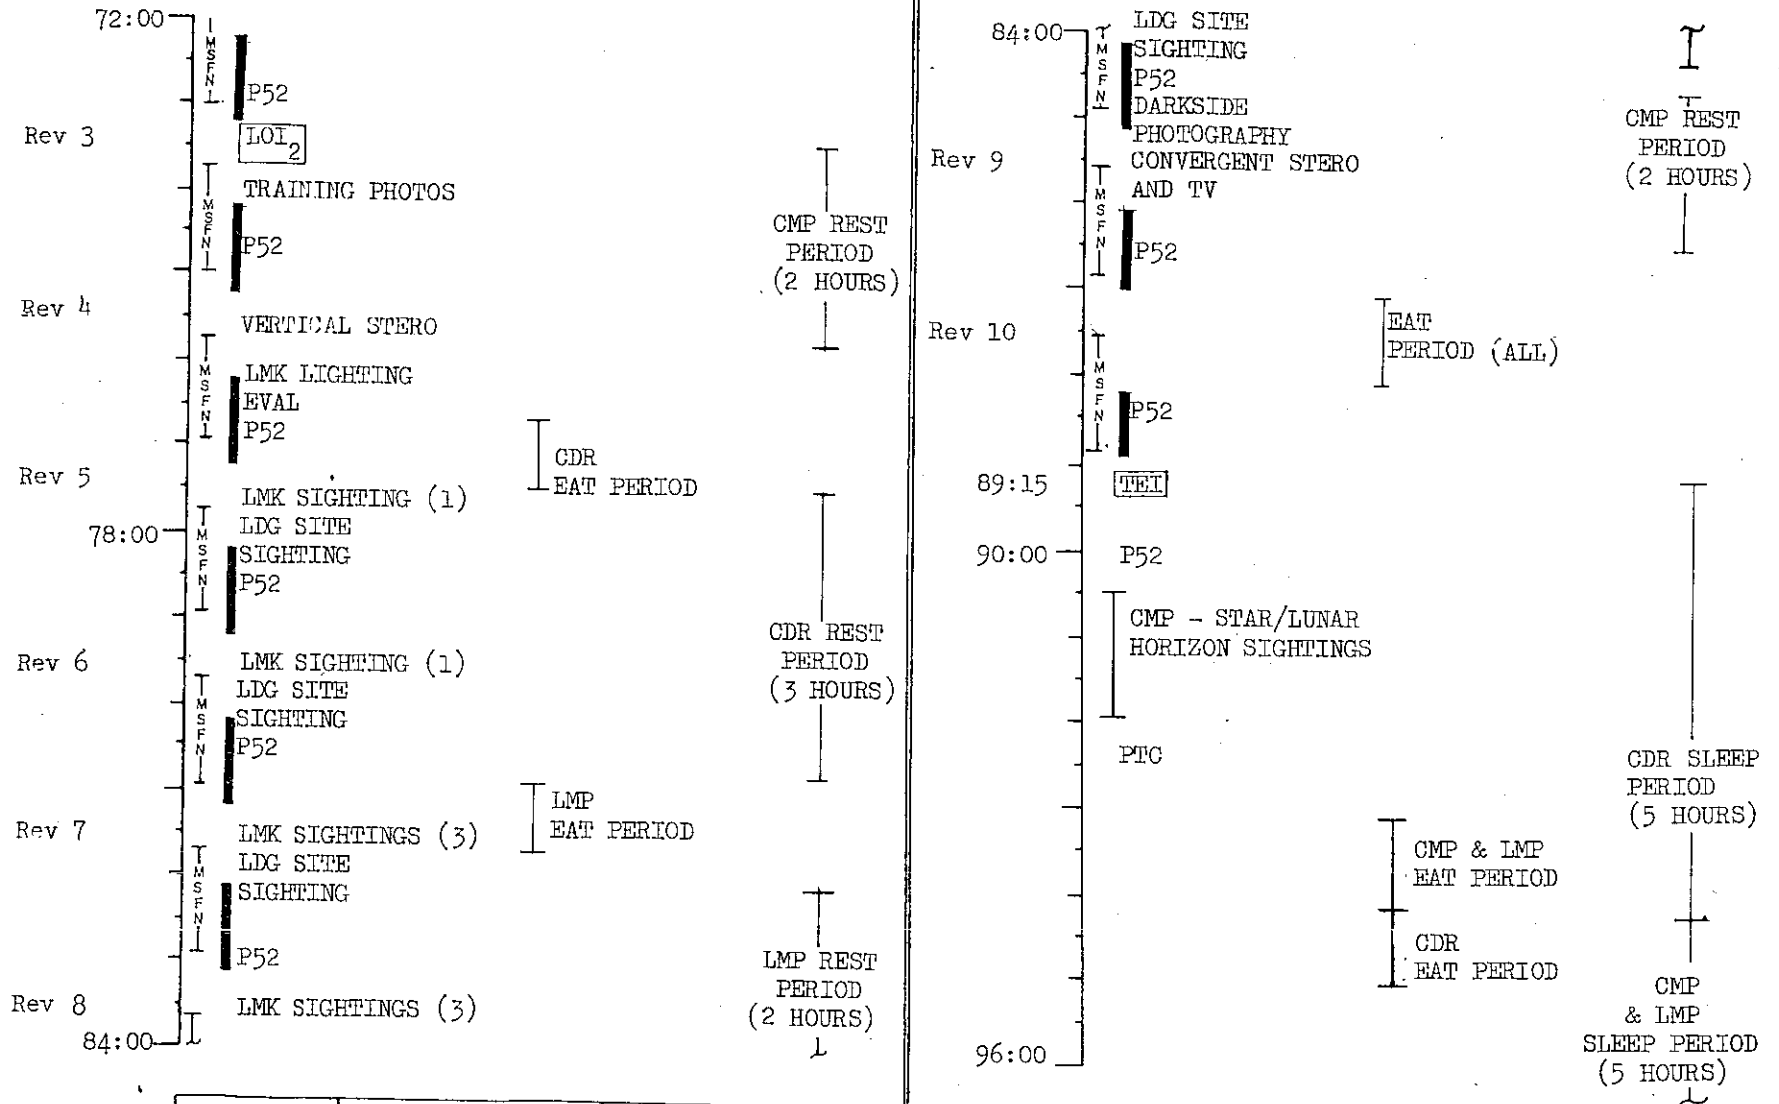 72:00
MSFN
P52
Rev 3
LOI2
TRAINING PHOTOS
MSFN
P52
CMP REST
PERIOD
(2 HOURS)
Rev 4
VERTICAL STERO
MSFN
LMK LIGHTING
EVAL
P52
CDR
EAT PERIOD
Rev 5
LMK SIGHTING (1)
78:00
MSFN
LDG SITE
SIGHTING
P52
CDR REST
PERIOD
(3 HOURS)
Rev 6
LMK SIGHTING (1)
MSFN
LDG SITE
SIGHTING
P52
LMP
EAT PERIOD
Rev 7
LMK SIGHTINGS (3)
MSFN
LDG SITE
SIGHTING
P52
LMP REST
PERIOD
(2 HOURS)
Rev 8
LMK SIGHTINGS (3)
84:00
84:00
MSFN
LDG SITE
SIGHTING
P52
DARKSIDE
PHOTOGRAPHY
CMP REST
PERIOD
(2 HOURS)
Rev 9
CONVERGENT STERO
AND TV
MSFN
P52
Rev 10
EAT
PERIOD (ALL)
MSFN
P52
89:15
TEI
90:00
P52
CMP - STAR/LUNAR
HORIZON SIGHTINGS
PTC
CDR SLEEP
PERIOD
(5 HOURS)
CMP & LMP
EAT PERIOD
CDR
EAT PERIOD
CMP
& LMP
SLEEP PERIOD
(5 HOURS)
96:00